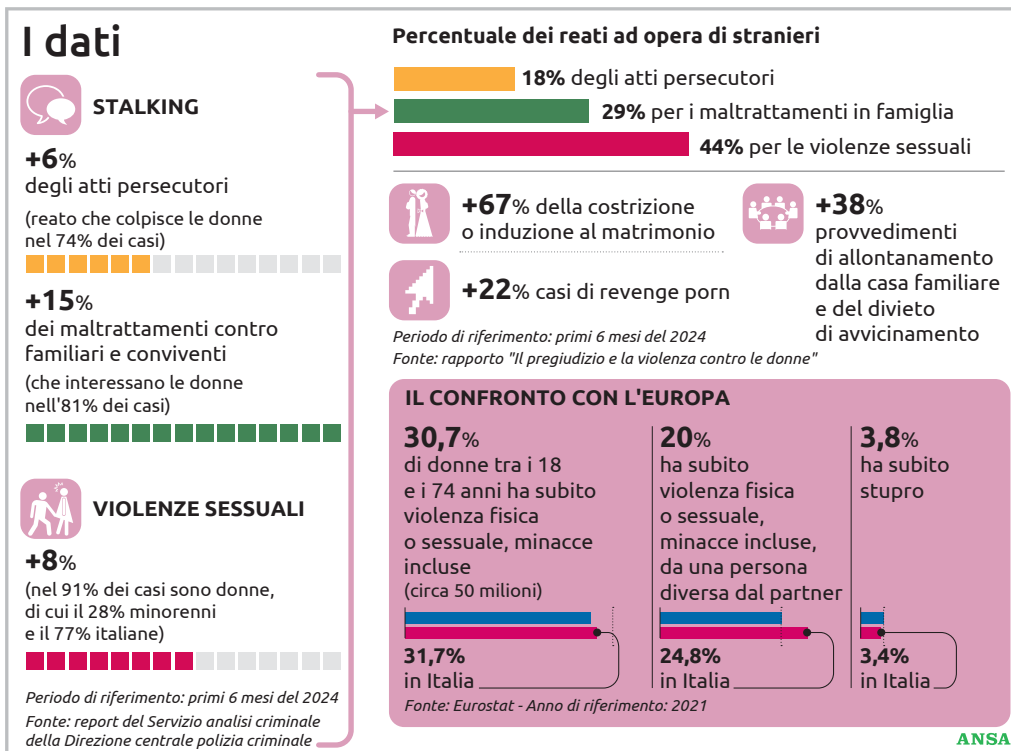 I dati
STALKING
+6%
degli atti persecutori
(reato che colpisce le donne
nel 74% dei casi)
+15%
dei maltrattamenti contro
familiari e conviventi
(che interessano le donne
nell'81% dei casi)
VIOLENZE SESSUALI
+8%
(nel 91% dei casi sono donne,
di cui il 28% minorenni
e il 77% italiane)
Periodo di riferimento: primi 6 mesi del 2024
Fonte: report del Servizio analisi criminale
della Direzione centrale polizia criminale
Percentuale dei reati ad opera di stranieri
18% degli atti persecutori
29% per i maltrattamenti in famiglia
44% per le violenze sessuali
+67% della costrizione
o induzione al matrimonio
+22% casi di revenge porn
+38%
provvedimenti
di allontanamento
dalla casa familiare
e del divieto
di avvicinamento
Periodo di riferimento: primi 6 mesi del 2024
Fonte: rapporto "Il pregiudizio e la violenza contro le donne"
IL CONFRONTO CON L'EUROPA
30,7%
di donne tra i 18
e i 74 anni ha subito
violenza fisica
o sessuale, minacce
incluse
(circa 50 milioni)
31,7%
in Italia
20%
ha subito
violenza fisica
o sessuale,
minacce incluse,
da una persona
diversa dal partner
24,8%
in Italia
3,8%
ha subito
stupro
3,4%
in Italia
Fonte: Eurostat - Anno di riferimento: 2021
ANSA